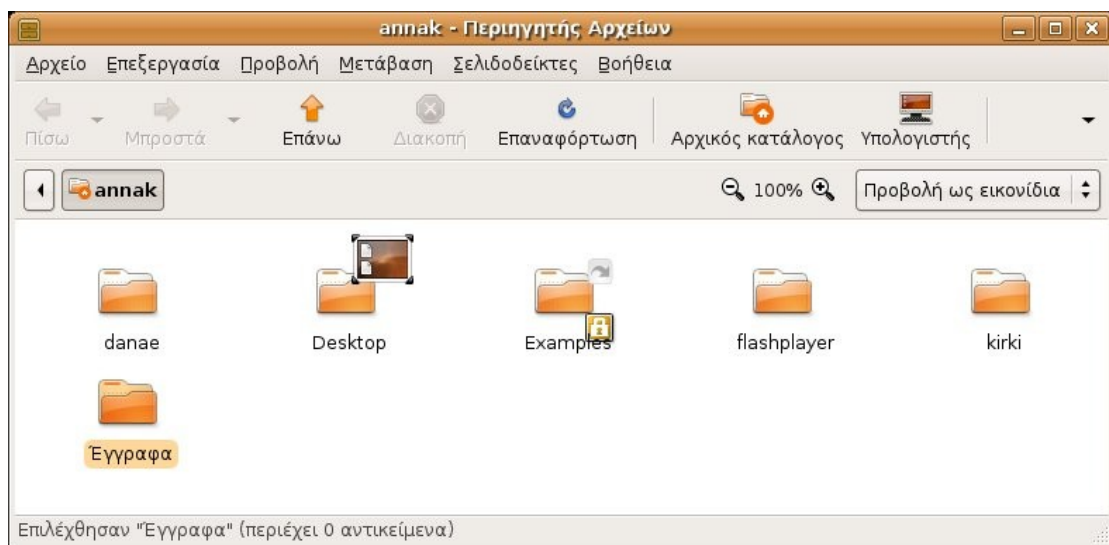 annak - Περιηγητής Αρχείων
Αρχείο Επεξεργασία Προβολή Μετάβαση Σελιδοδείκτες Βοήθεια
Πίσω Μπροστά Επάνω Διακοπή Επαναφόρτωση Αρχικός κατάλογος Υπολογιστής
annak 100% Προβολή ως εικονίδια
danae Desktop Examples flashplayer kirki
Έγγραφα
Επιλέχθησαν "Έγγραφα" (περιέχει 0 αντικείμενα)